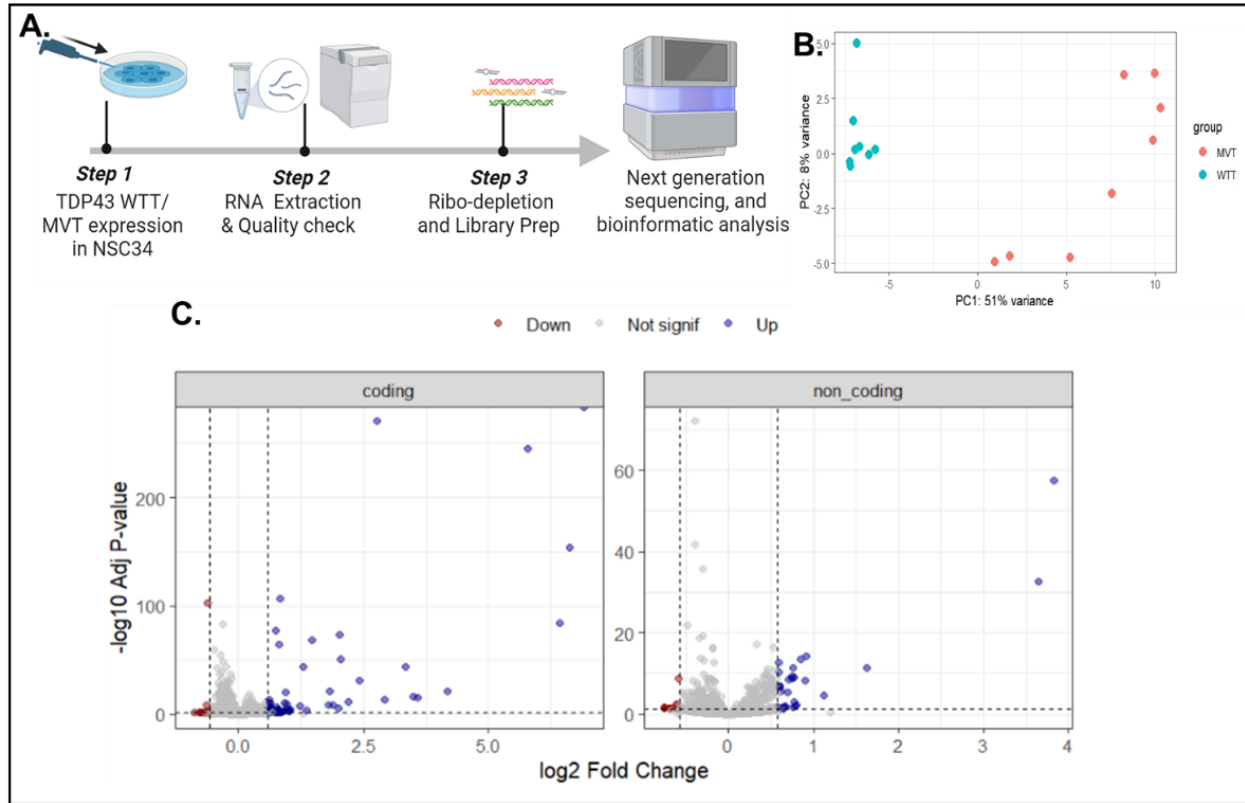 A.
Step 1
TDP43 WTT/
MVT expression
in NSC34
Step 2
RNA Extraction
& Quality check
Step 3
Ribo-depletion
and Library Prep
Next generation
sequencing, and
bioinformatic analysis
B.
PC2: 8% variance
5.0
2.5
0.0
-2.5
-5.0
-5
0
5
10
PC1: 51% variance
group
MVT
WTT
C.
Down
Not signif
Up
coding
non_coding
-log10 Adj P-value
200
100
0
60
40
20
0
0.0
2.5
5.0
0
1
2
3
4
log2 Fold Change